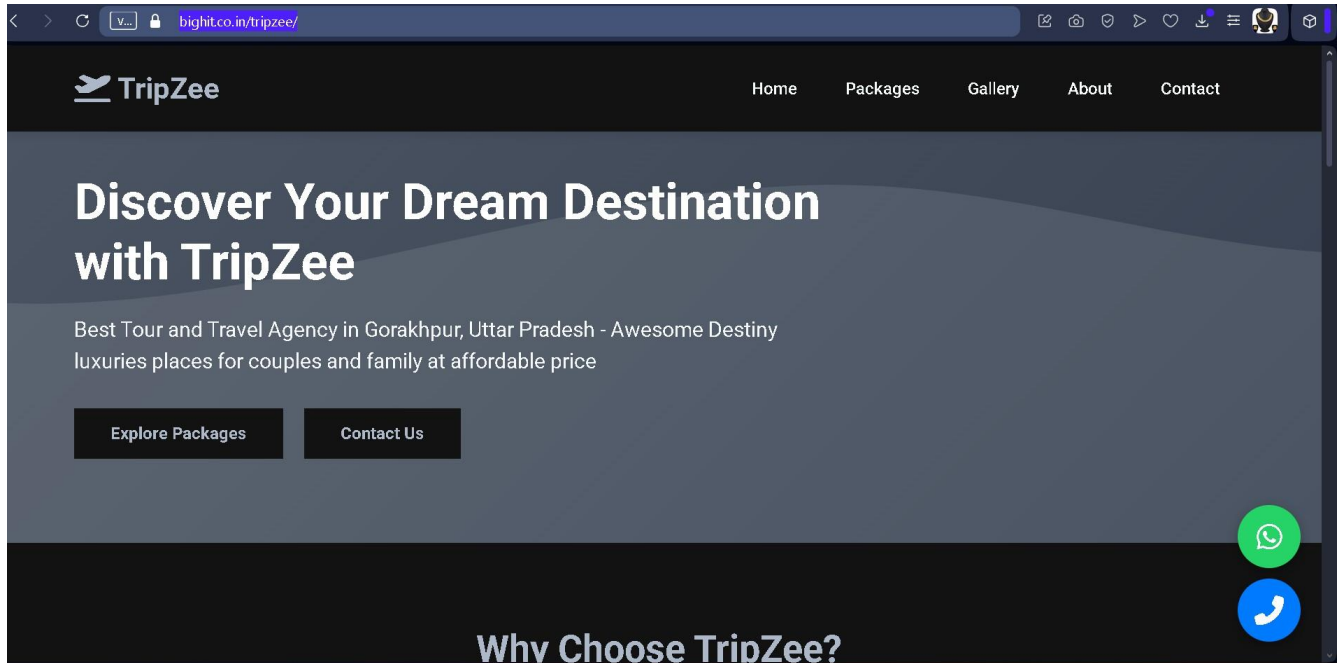 V...
bighit.co.in/tripzee/
TripZee
Home Packages Gallery About Contact
Discover Your Dream Destination
with TripZee
Best Tour and Travel Agency in Gorakhpur, Uttar Pradesh - Awesome Destiny
luxuries places for couples and family at affordable price
Explore Packages Contact Us
Why Choose TripZee?